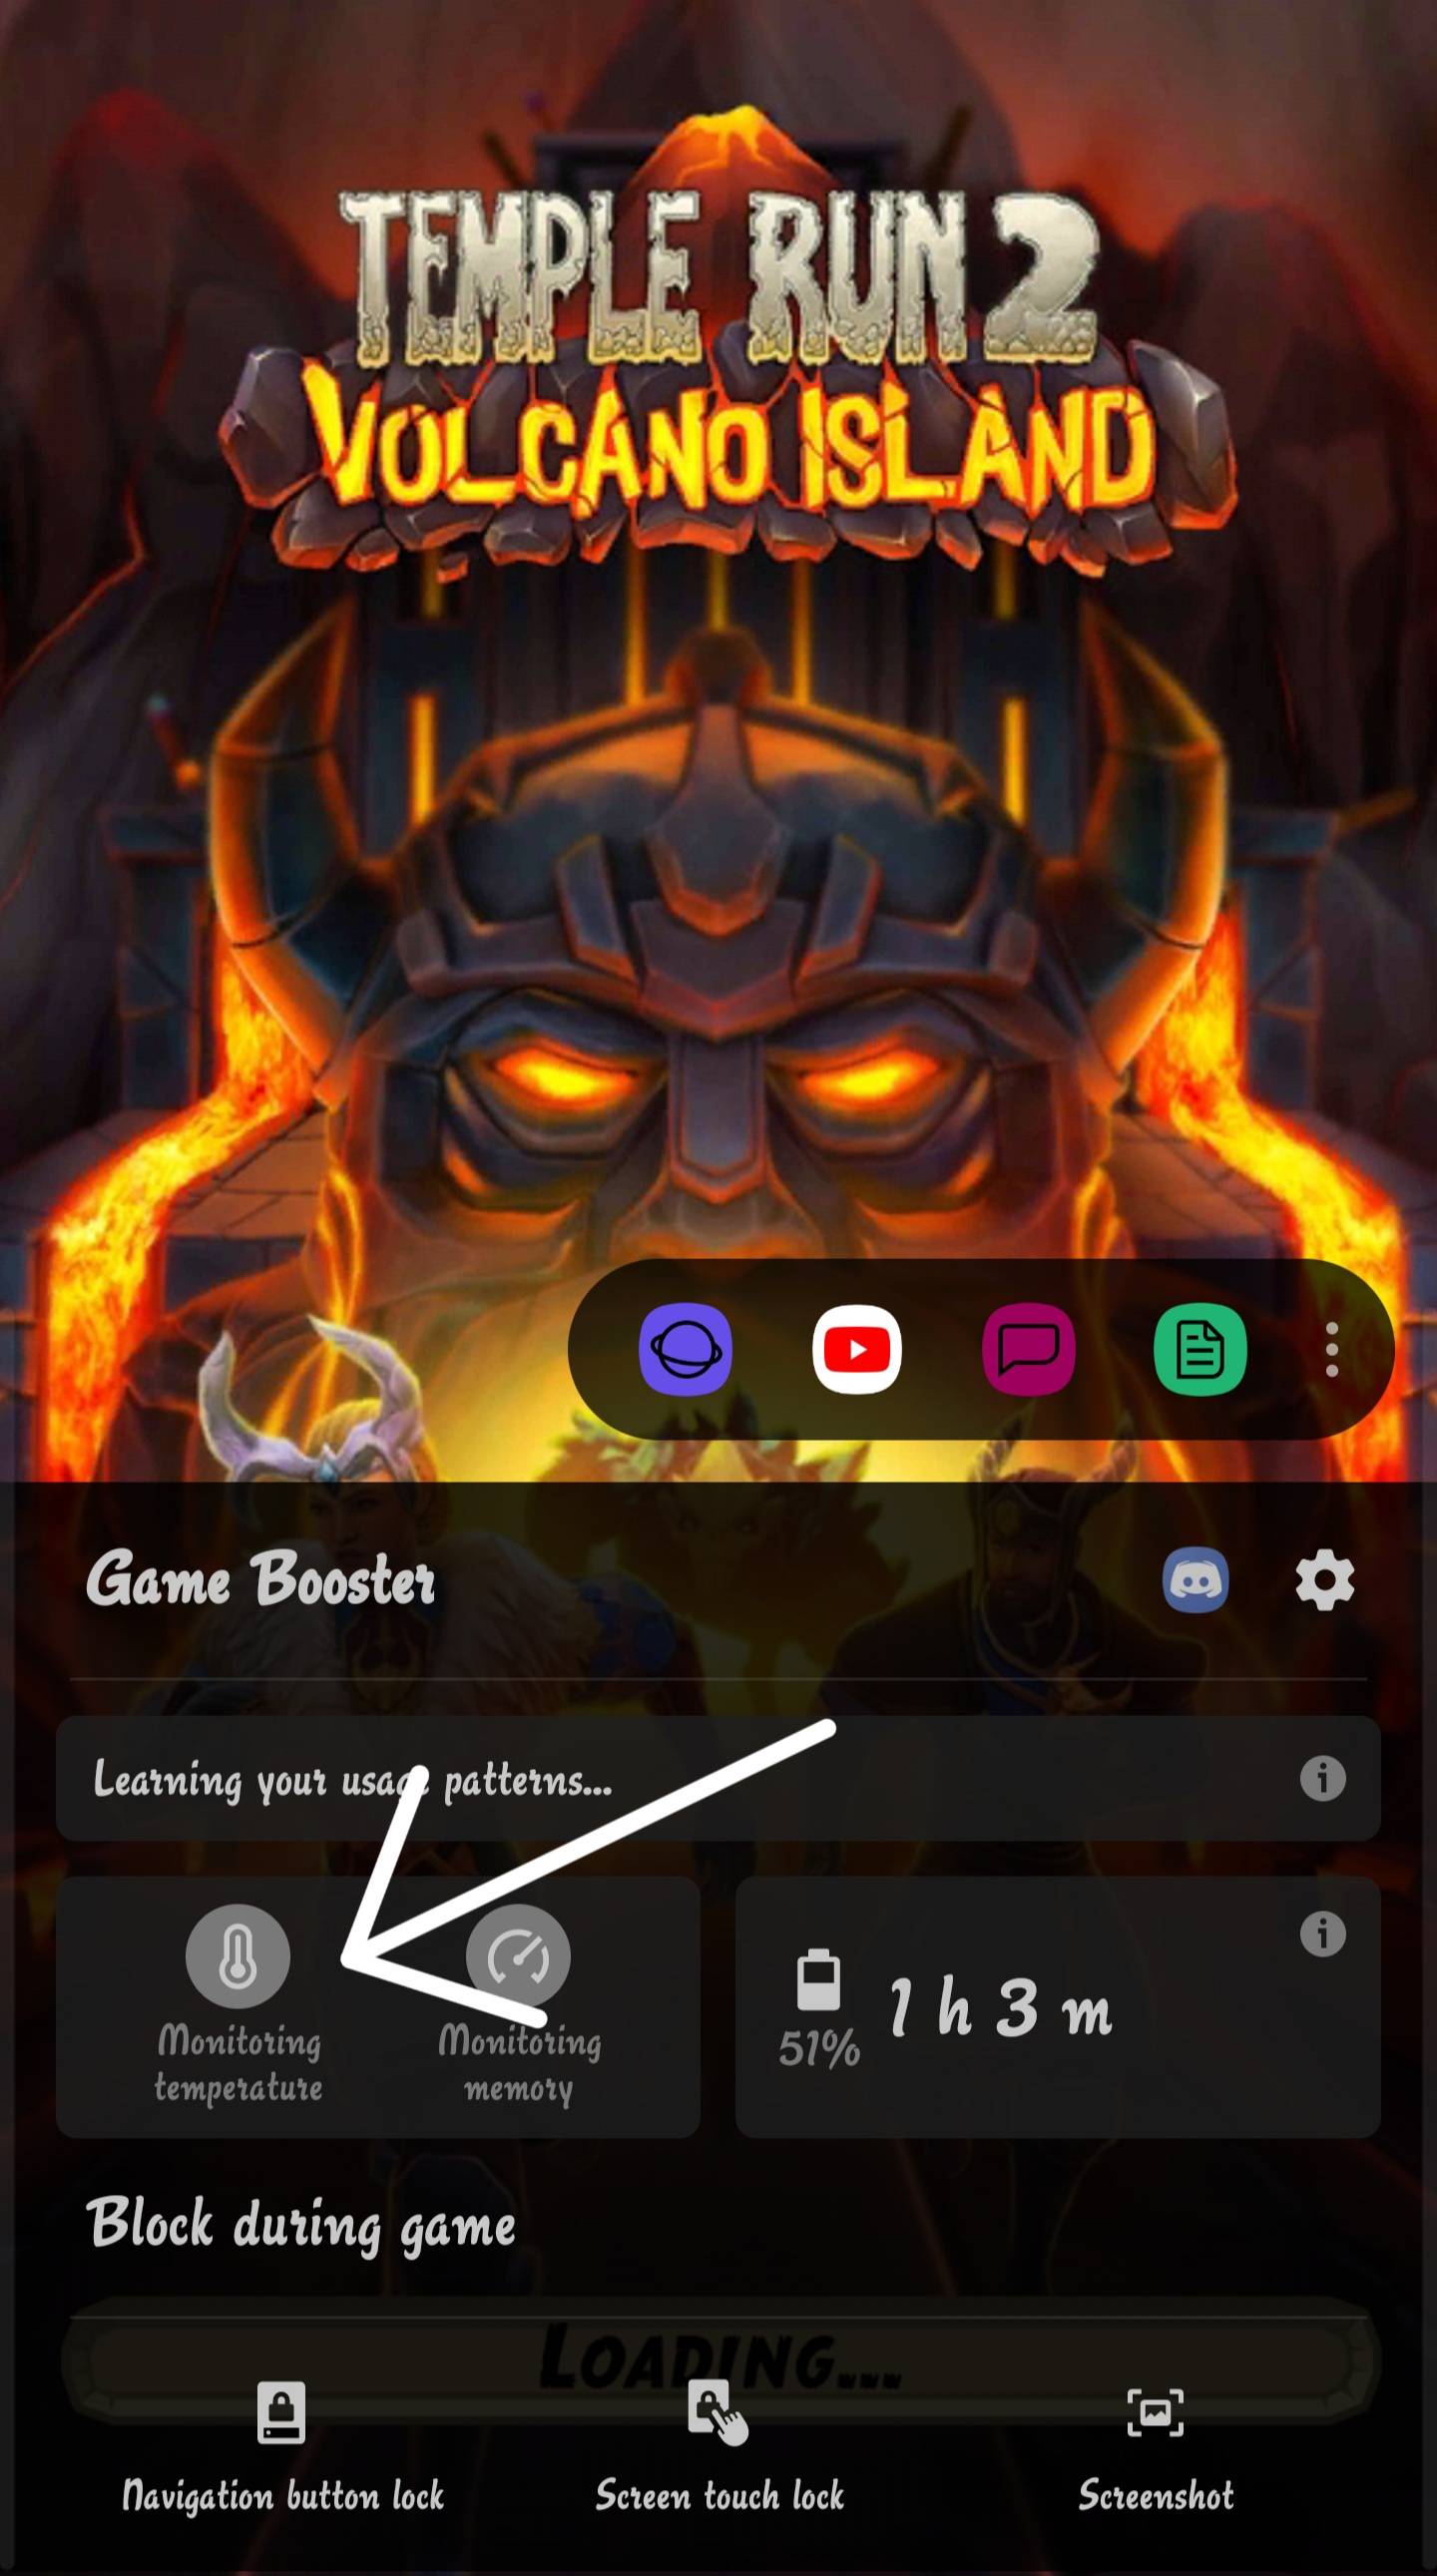 TEMPLE RUN 2
VOLCANO ISLAND
Game Booster
Learning your usage patterns...
Monitoring
temperature
Monitoring
memory
51%
1 h 3 m
Block during game
LOADING...
Navigation button lock
Screen touch lock
Screenshot